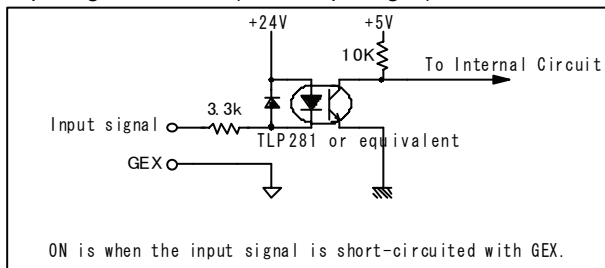 +24V
+5V
10K
To Internal Circuit
3.3k
Input signal
TLP281 or equivalent
GEX
ON is when the input signal is short-circuited with GEX.